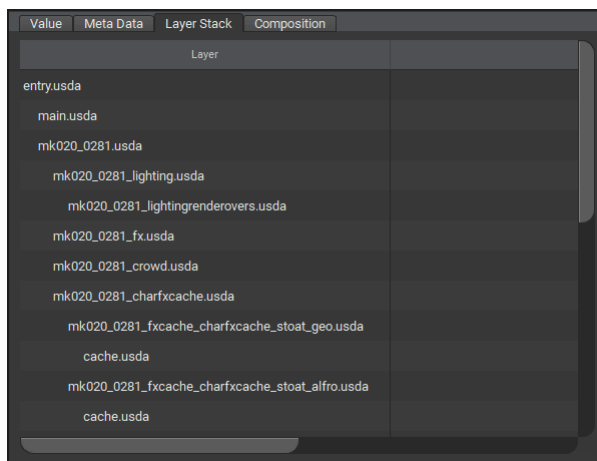 Value Meta Data Layer Stack Composition
Layer
entry.usda
main.usda
mk020_0281.usda
mk020_0281_lighting.usda
mk020_0281_lightingrenderovers.usda
mk020_0281_fx.usda
mk020_0281_crowd.usda
mk020_0281_charfxcache.usda
mk020_0281_fxcache_charfxcache_stoat_geo.usda
cache.usda
mk020_0281_fxcache_charfxcache_stoat_alfro.usda
cache.usda